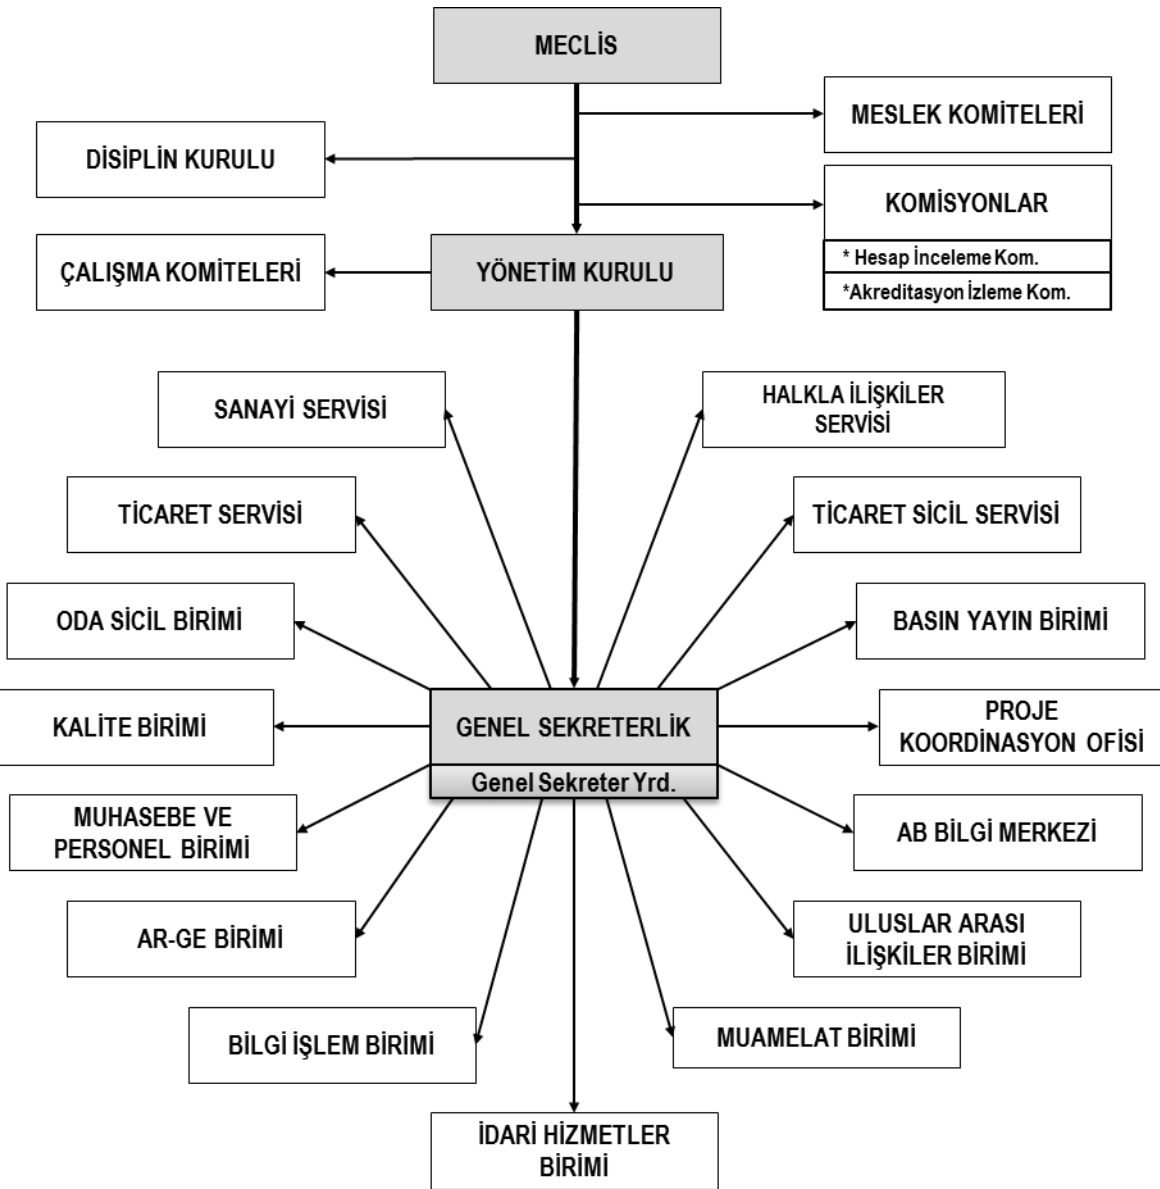 MECLİS
MESLEK KOMİTELERİ
DİSİPLİN KURULU
KOMİSYONLAR
* Hesap İnceleme Kom.
*Akreditasyon İzleme Kom.
ÇALIŞMA KOMİTELERİ
YÖNETİM KURULU
SANAYİ SERVİSİ
HALKLA İLİŞKİLER
SERVİSİ
TİCARET SERVİSİ
TİCARET SİCİL SERVİSİ
ODA SİCİL BİRİMİ
BASIN YAYIN BİRİMİ
KALİTE BİRİMİ
GENEL SEKRETERLİK
Genel Sekreter Yrd.
PROJE
KOORDİNASYON OFİSİ
MUHASEBE VE
PERSONEL BİRİMİ
AB BİLGİ MERKEZİ
AR-GE BİRİMİ
ULUSLAR ARASI
İLİŞKİLER BİRİMİ
BİLGİ İŞLEM BİRİMİ
MUAMELAT BİRİMİ
İDARİ HİZMETLER
BİRİMİ